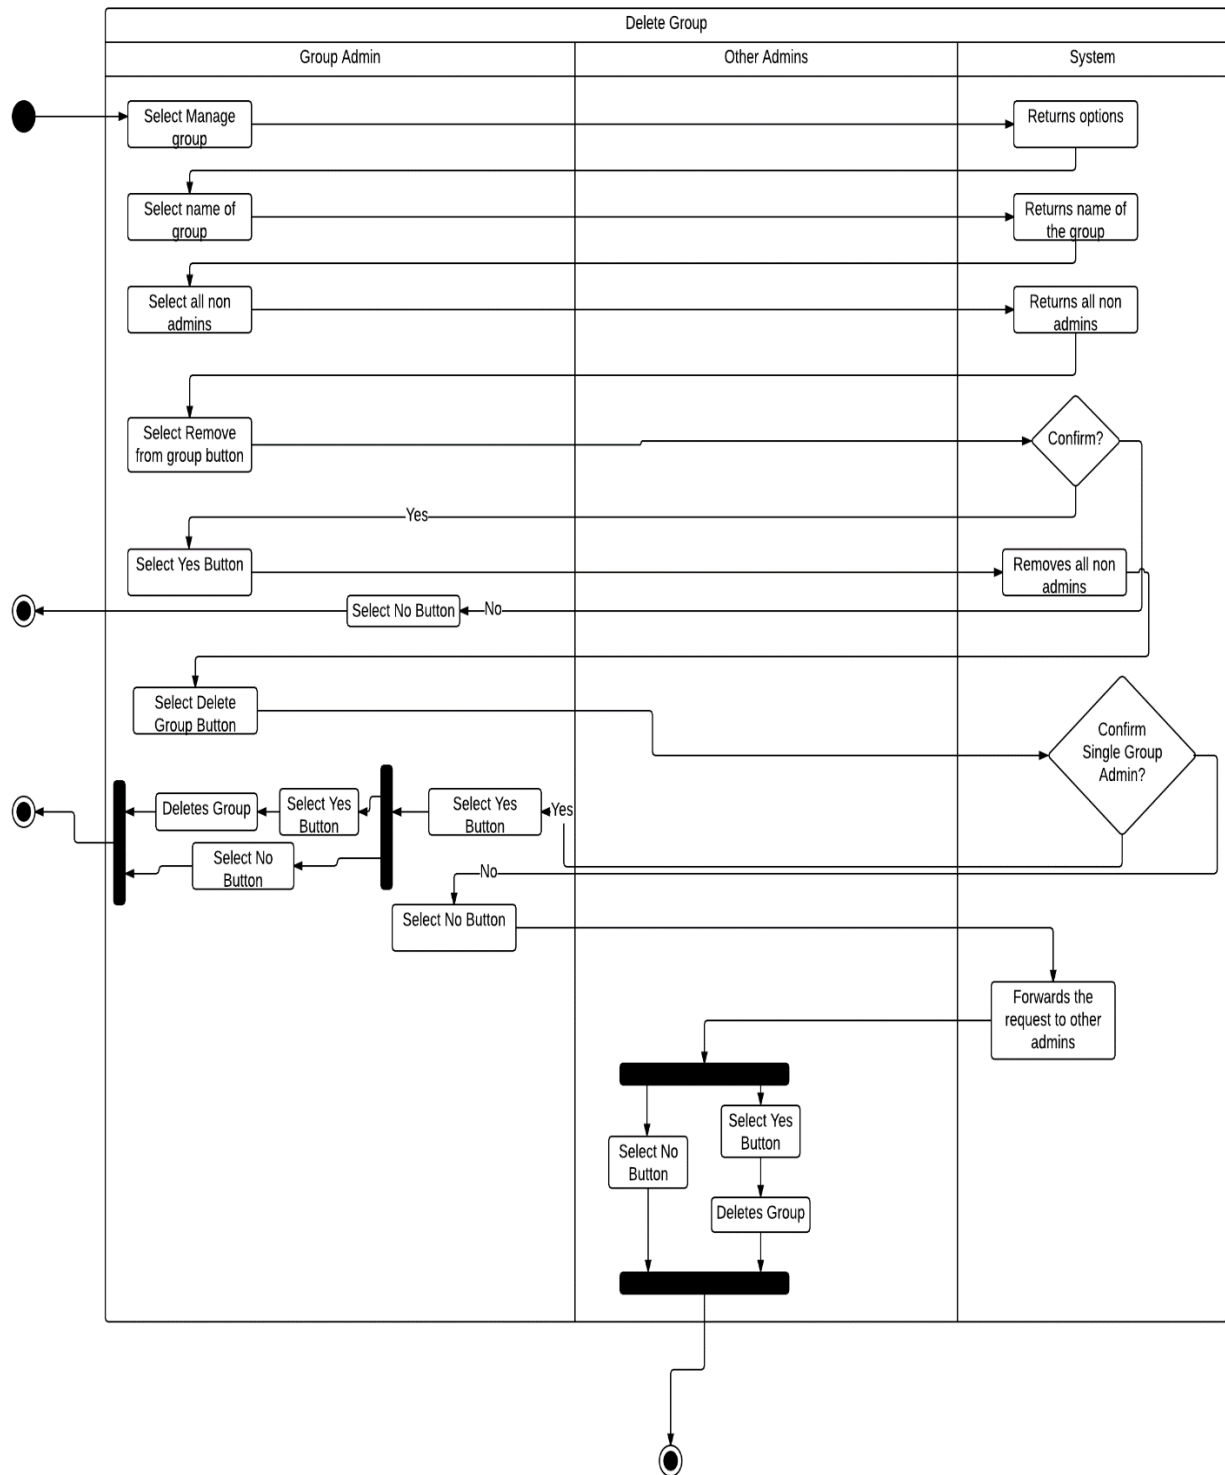 Delete Group
Group Admin
Other Admins
System
Select Manage
group
Returns options
Select name of
group
Returns name of
the group
Select all non
admins
Returns all non
admins
Select Remove
from group button
Confirm?
Yes
Select Yes Button
Removes all non
admins
Select No Button
No
Select Delete
Group Button
Confirm
Single Group
Admin?
Deletes Group
Select Yes
Button
Select Yes
Button
Yes
Select No
Button
No
Select No Button
Forwards the
request to other
admins
Select Yes
Button
Select No
Button
Deletes Group